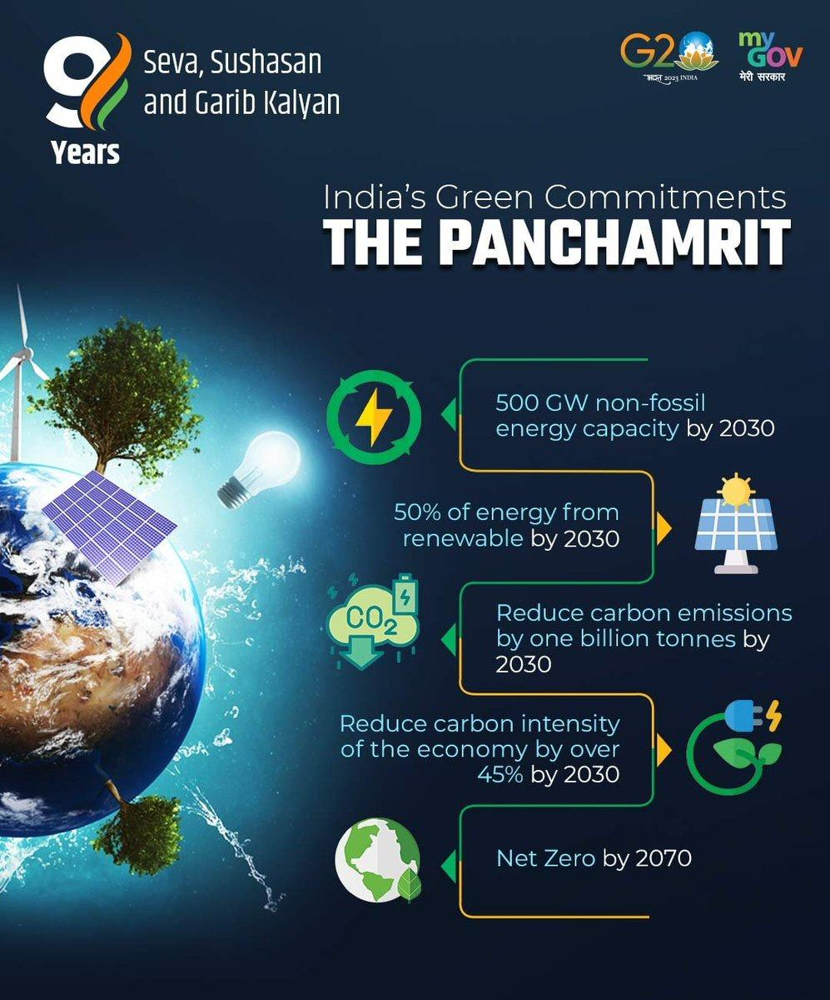 9
Years
Seva, Sushasan
and Garib Kalyan
G20
भारत 2023 INDIA
my
GOV
मेरी सरकार
India's Green Commitments
THE PANCHAMRIT
500 GW non-fossil
energy capacity by 2030
50% of energy from
renewable by 2030
CO2
Reduce carbon emissions
by one billion tonnes by
2030
Reduce carbon intensity
of the economy by over
45% by 2030
Net Zero by 2070